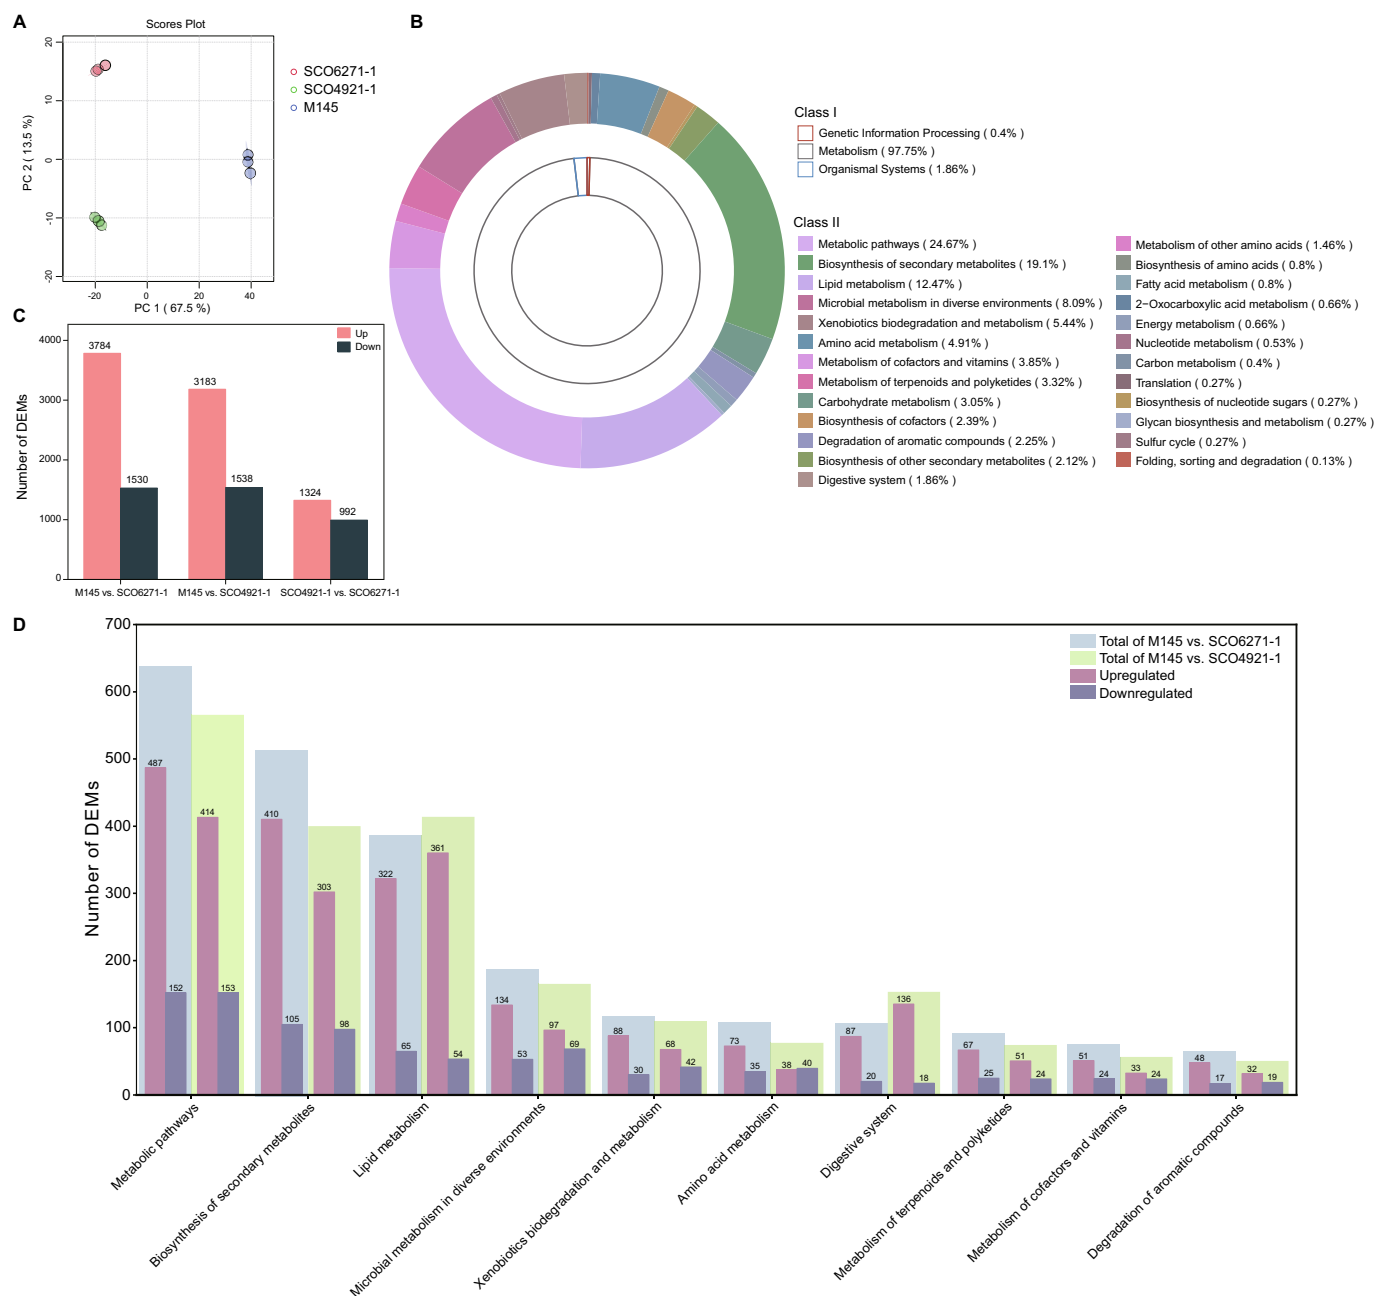 A
Scores Plot
PC 2 ( 13.5 %)
20
10
0
-10
-20
-20
0
20
40
PC 1 ( 67.5 %)
SCO6271-1
SCO4921-1
M145
B
Class I
Genetic Information Processing ( 0.4% )
Metabolism ( 97.75% )
Organismal Systems ( 1.86% )
Class II
Metabolic pathways ( 24.67% )
Biosynthesis of secondary metabolites ( 19.1% )
Lipid metabolism ( 12.47% )
Microbial metabolism in diverse environments ( 8.09% )
Xenobiotics biodegradation and metabolism ( 5.44% )
Amino acid metabolism ( 4.91% )
Metabolism of cofactors and vitamins ( 3.85% )
Metabolism of terpenoids and polyketides ( 3.32% )
Carbohydrate metabolism ( 3.05% )
Biosynthesis of cofactors ( 2.39% )
Degradation of aromatic compounds ( 2.25% )
Biosynthesis of other secondary metabolites ( 2.12% )
Digestive system ( 1.86% )
Metabolism of other amino acids ( 1.46% )
Biosynthesis of amino acids ( 0.8% )
Fatty acid metabolism ( 0.8% )
2−Oxocarboxylic acid metabolism ( 0.66% )
Energy metabolism ( 0.66% )
Nucleotide metabolism ( 0.53% )
Carbon metabolism ( 0.4% )
Translation ( 0.27% )
Biosynthesis of nucleotide sugars ( 0.27% )
Glycan biosynthesis and metabolism ( 0.27% )
Sulfur cycle ( 0.27% )
Folding, sorting and degradation ( 0.13% )
C
Number of DEMs
4000
3000
2000
1000
0
Up
Down
3784
1530
3183
1538
1324
992
M145 vs. SCO6271-1
M145 vs. SCO4921-1
SCO4921-1 vs. SCO6271-1
D
Number of DEMs
700
600
500
400
300
200
100
0
Total of M145 vs. SCO6271-1
Total of M145 vs. SCO4921-1
Upregulated
Downregulated
487
152
414
153
410
105
303
98
322
65
361
54
134
53
97
69
88
30
68
42
73
35
38
40
87
20
136
18
67
25
51
24
51
24
33
24
48
17
32
19
Metabolic pathways
Biosynthesis of secondary metabolites
Lipid metabolism
Microbial metabolism in diverse environments
Xenobiotics biodegradation and metabolism
Amino acid metabolism
Digestive system
Metabolism of terpenoids and polyketides
Metabolism of cofactors and vitamins
Degradation of aromatic compounds